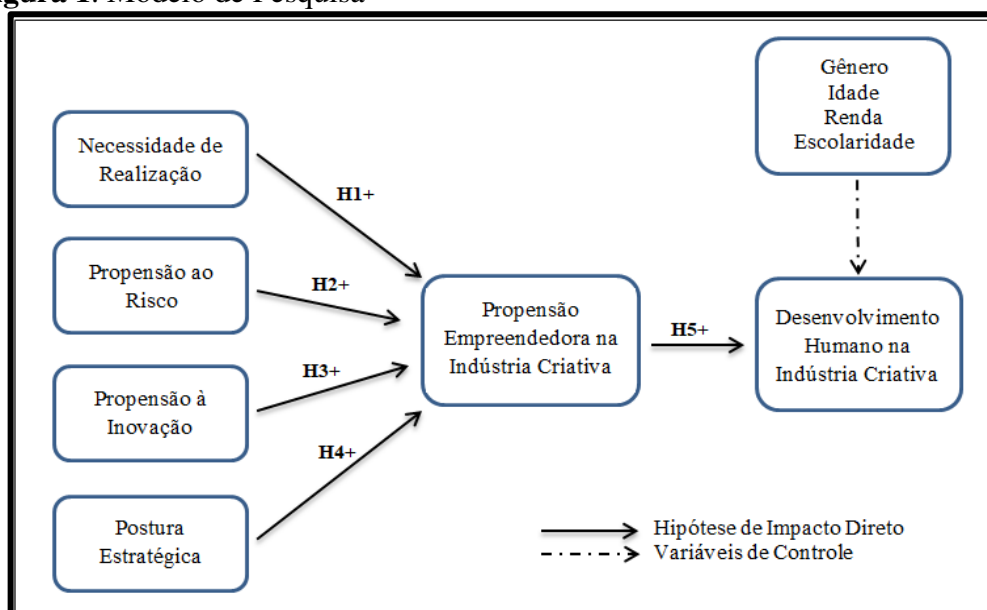 Figura 1. Modelo de Pesquisa
Necessidade de
Realização
H1+
Propensão ao
Risco
H2+
Propensão à
Inovação
H3+
Postura
Estratégica
H4+
Propensão
Empreendedora na
Indústria Criativa
H5+
Gênero
Idade
Renda
Escolaridade
Desenvolvimento
Humano na
Indústria Criativa
Hipótese de Impacto Direto
Variáveis de Controle